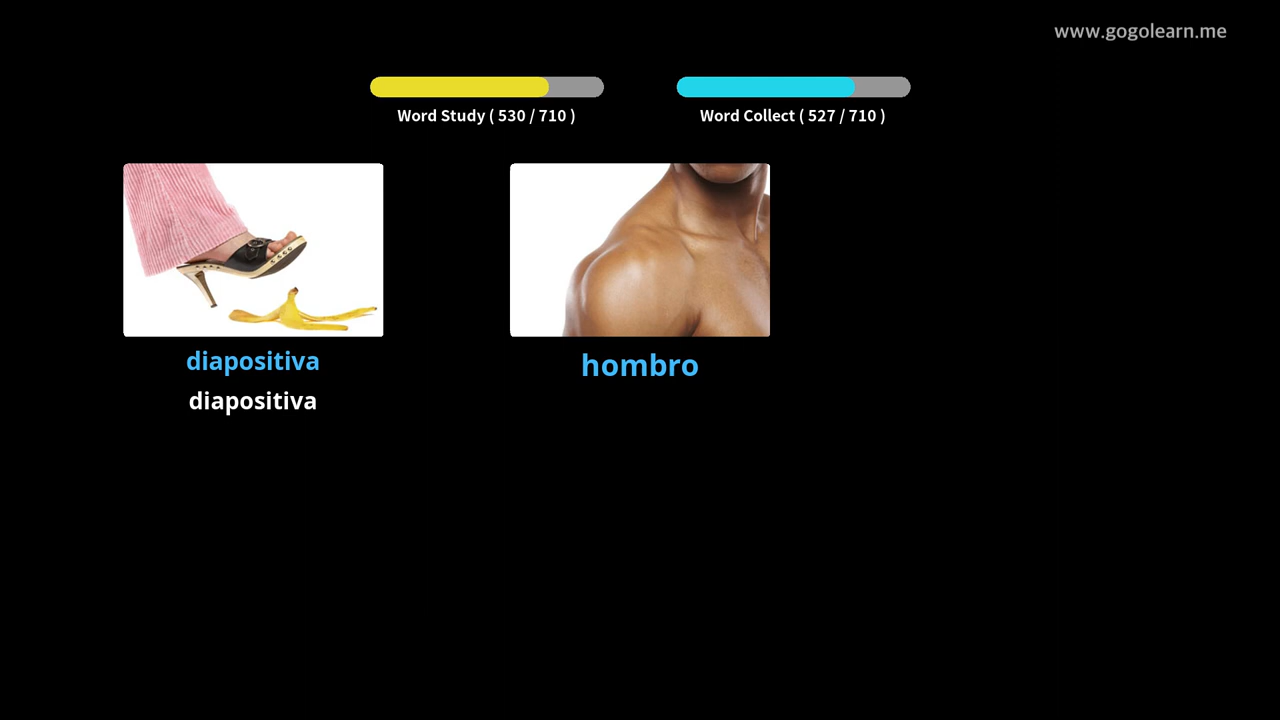 www.gogolearn.me
Word Study ( 530 / 710 )
Word Collect ( 527 / 710 )
diapositiva
diapositiva
hombro